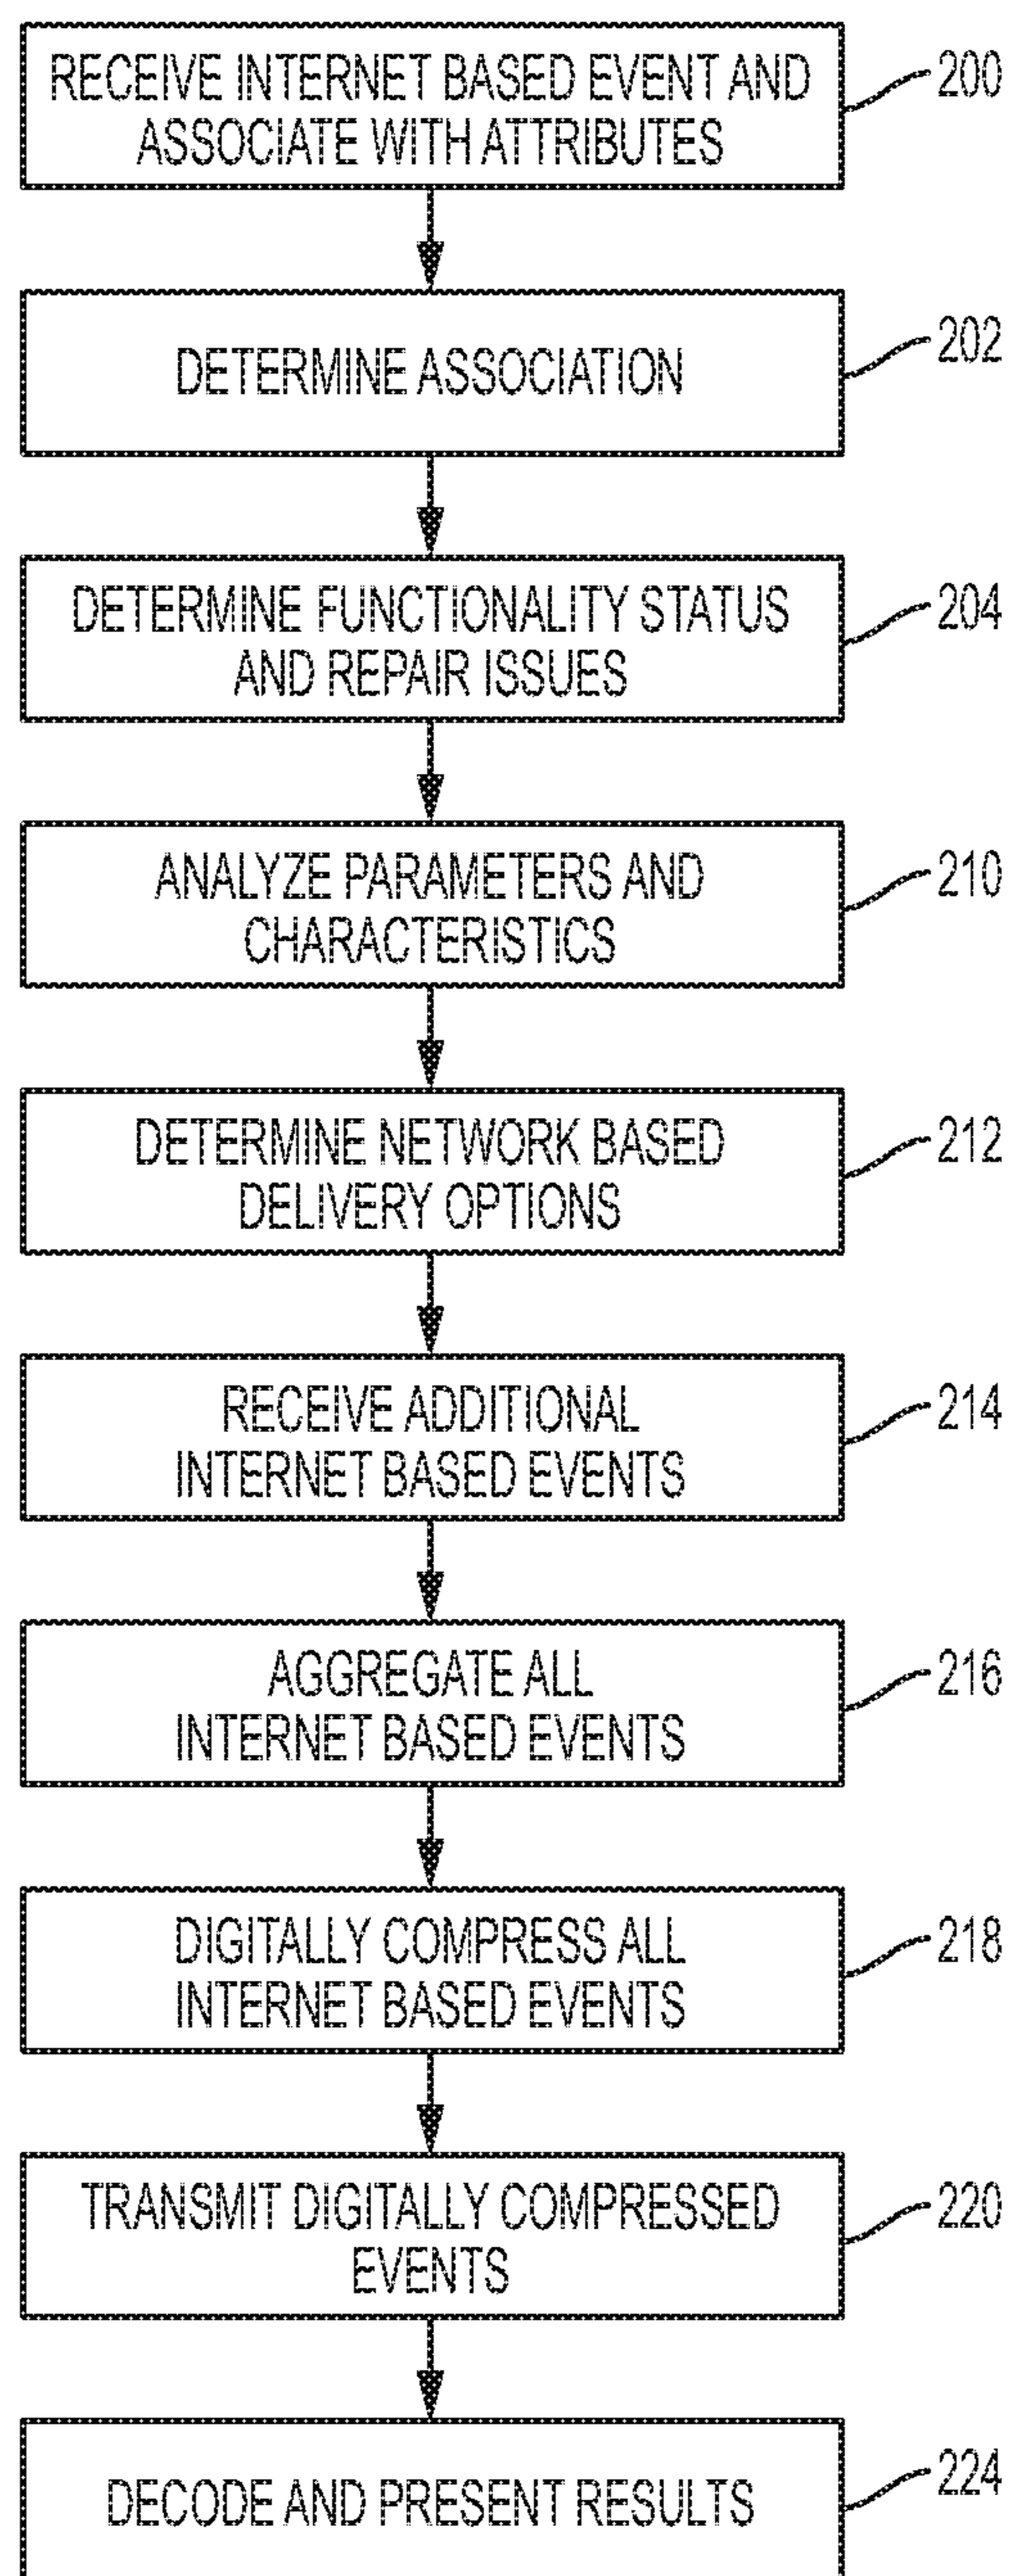 RECEIVE INTERNET BASED EVENT AND
ASSOCIATE WITH ATTRIBUTES
200
DETERMINE ASSOCIATION
202
DETERMINE FUNCTIONALITY STATUS
AND REPAIR ISSUES
204
ANALYZE PARAMETERS AND
CHARACTERISTICS
210
DETERMINE NETWORK BASED
DELIVERY OPTIONS
212
RECEIVE ADDITIONAL
INTERNET BASED EVENTS
214
AGGREGATE ALL
INTERNET BASED EVENTS
216
DIGITALLY COMPRESS ALL
INTERNET BASED EVENTS
218
TRANSMIT DIGITALLY COMPRESSED
EVENTS
220
DECODE AND PRESENT RESULTS
224